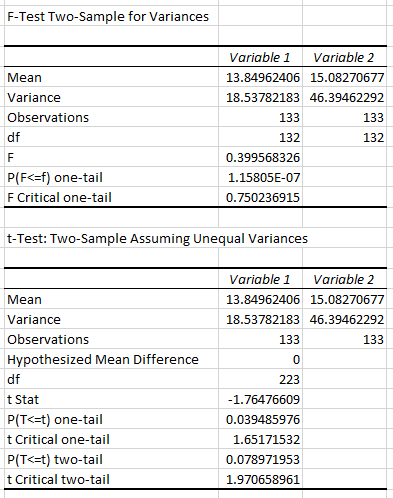 F-Test Two-Sample for Variances
Variable 1 Variable 2
Mean 13.84962406 15.08270677
Variance 18.53782183 46.39462292
Observations 133 133
df 132 132
F 0.399568326
P(F<=f) one-tail 1.15805E-07
F Critical one-tail 0.750236915
t-Test: Two-Sample Assuming Unequal Variances
Variable 1 Variable 2
Mean 13.84962406 15.08270677
Variance 18.53782183 46.39462292
Observations 133 133
Hypothesized Mean Difference 0
df 223
t Stat -1.76476609
P(T<=t) one-tail 0.039485976
t Critical one-tail 1.65171532
P(T<=t) two-tail 0.078971953
t Critical two-tail 1.970658961